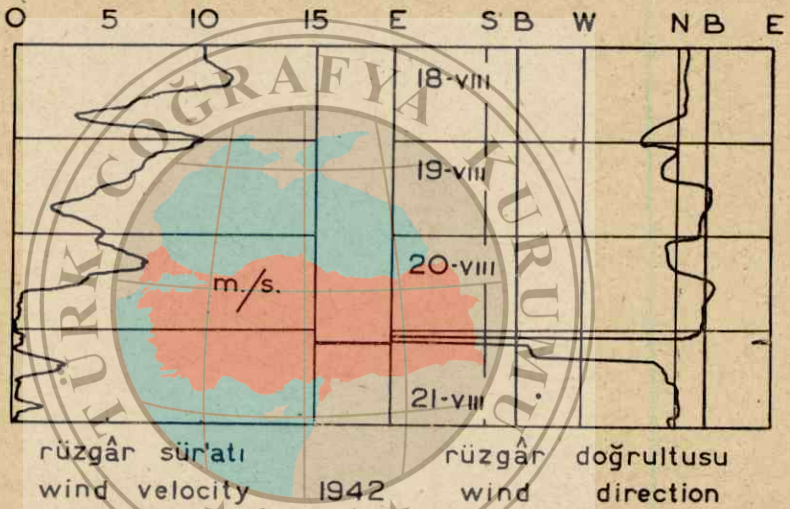 0 5 10 15 E S B W N B E
18-VIII
19-VIII
20-VIII
m./s.
21-VIII
rüzgâr sür'atı rüzgâr doğrultusu
wind velocity 1942 wind direction
TÜRK COĞRAFYA KURUMU